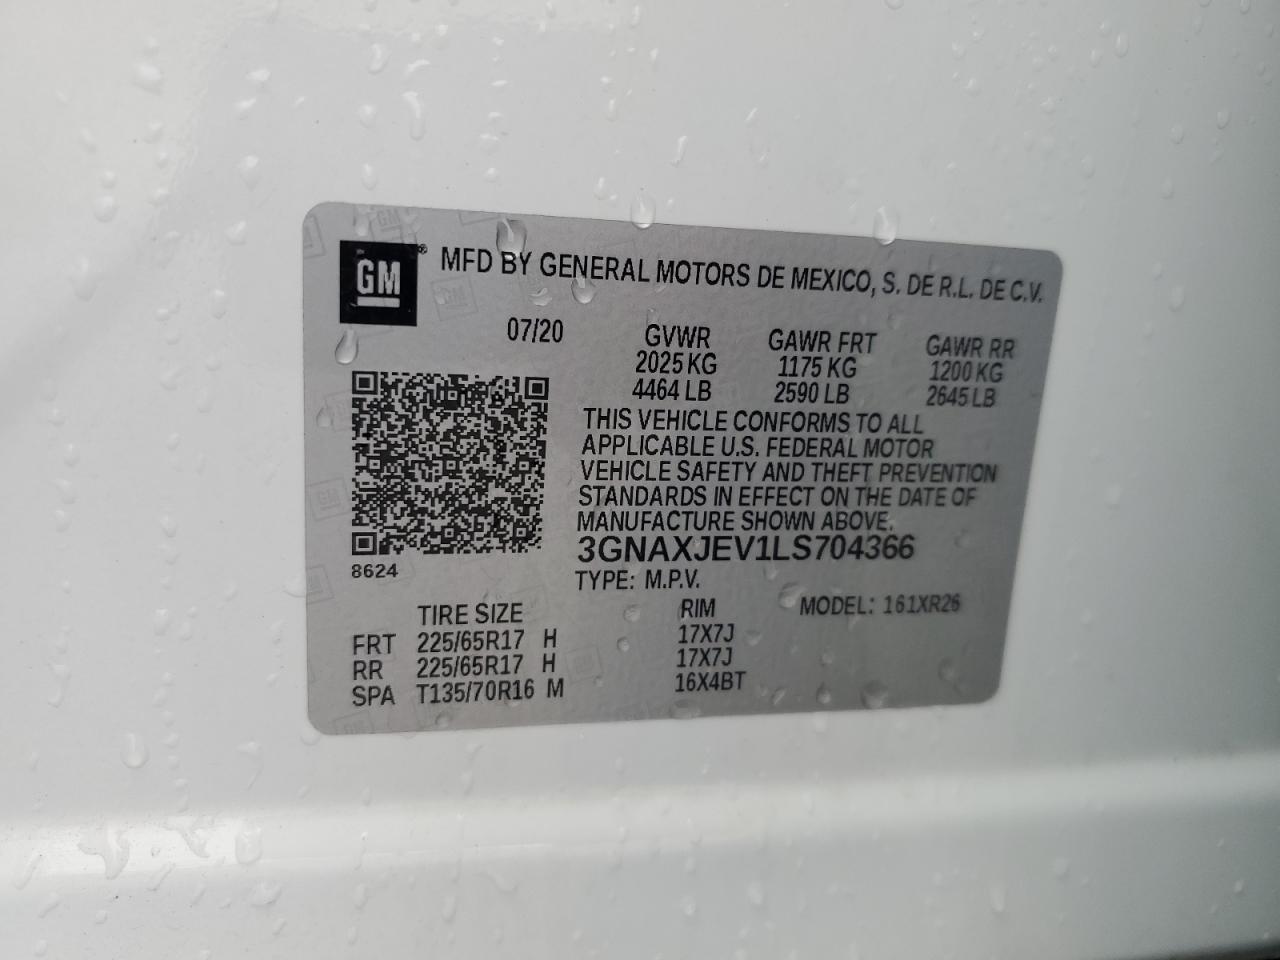 GM® MFD BY GENERAL MOTORS DE MEXICO, S. DE R.L. DE C.V.
07/20 GVWR GAWR FRT GAWR RR
2025 KG 1175 KG 1200 KG
4464 LB 2590 LB 2645 LB
THIS VEHICLE CONFORMS TO ALL
APPLICABLE U.S. FEDERAL MOTOR
VEHICLE SAFETY AND THEFT PREVENTION
STANDARDS IN EFFECT ON THE DATE OF
MANUFACTURE SHOWN ABOVE.
3GNAXJEV1LS704366
8624
TYPE: M.P.V.
MODEL: 161XR26
TIRE SIZE RIM
FRT 225/65R17 H 17X7J
RR 225/65R17 H 17X7J
SPA T135/70R16 M 16X4BT